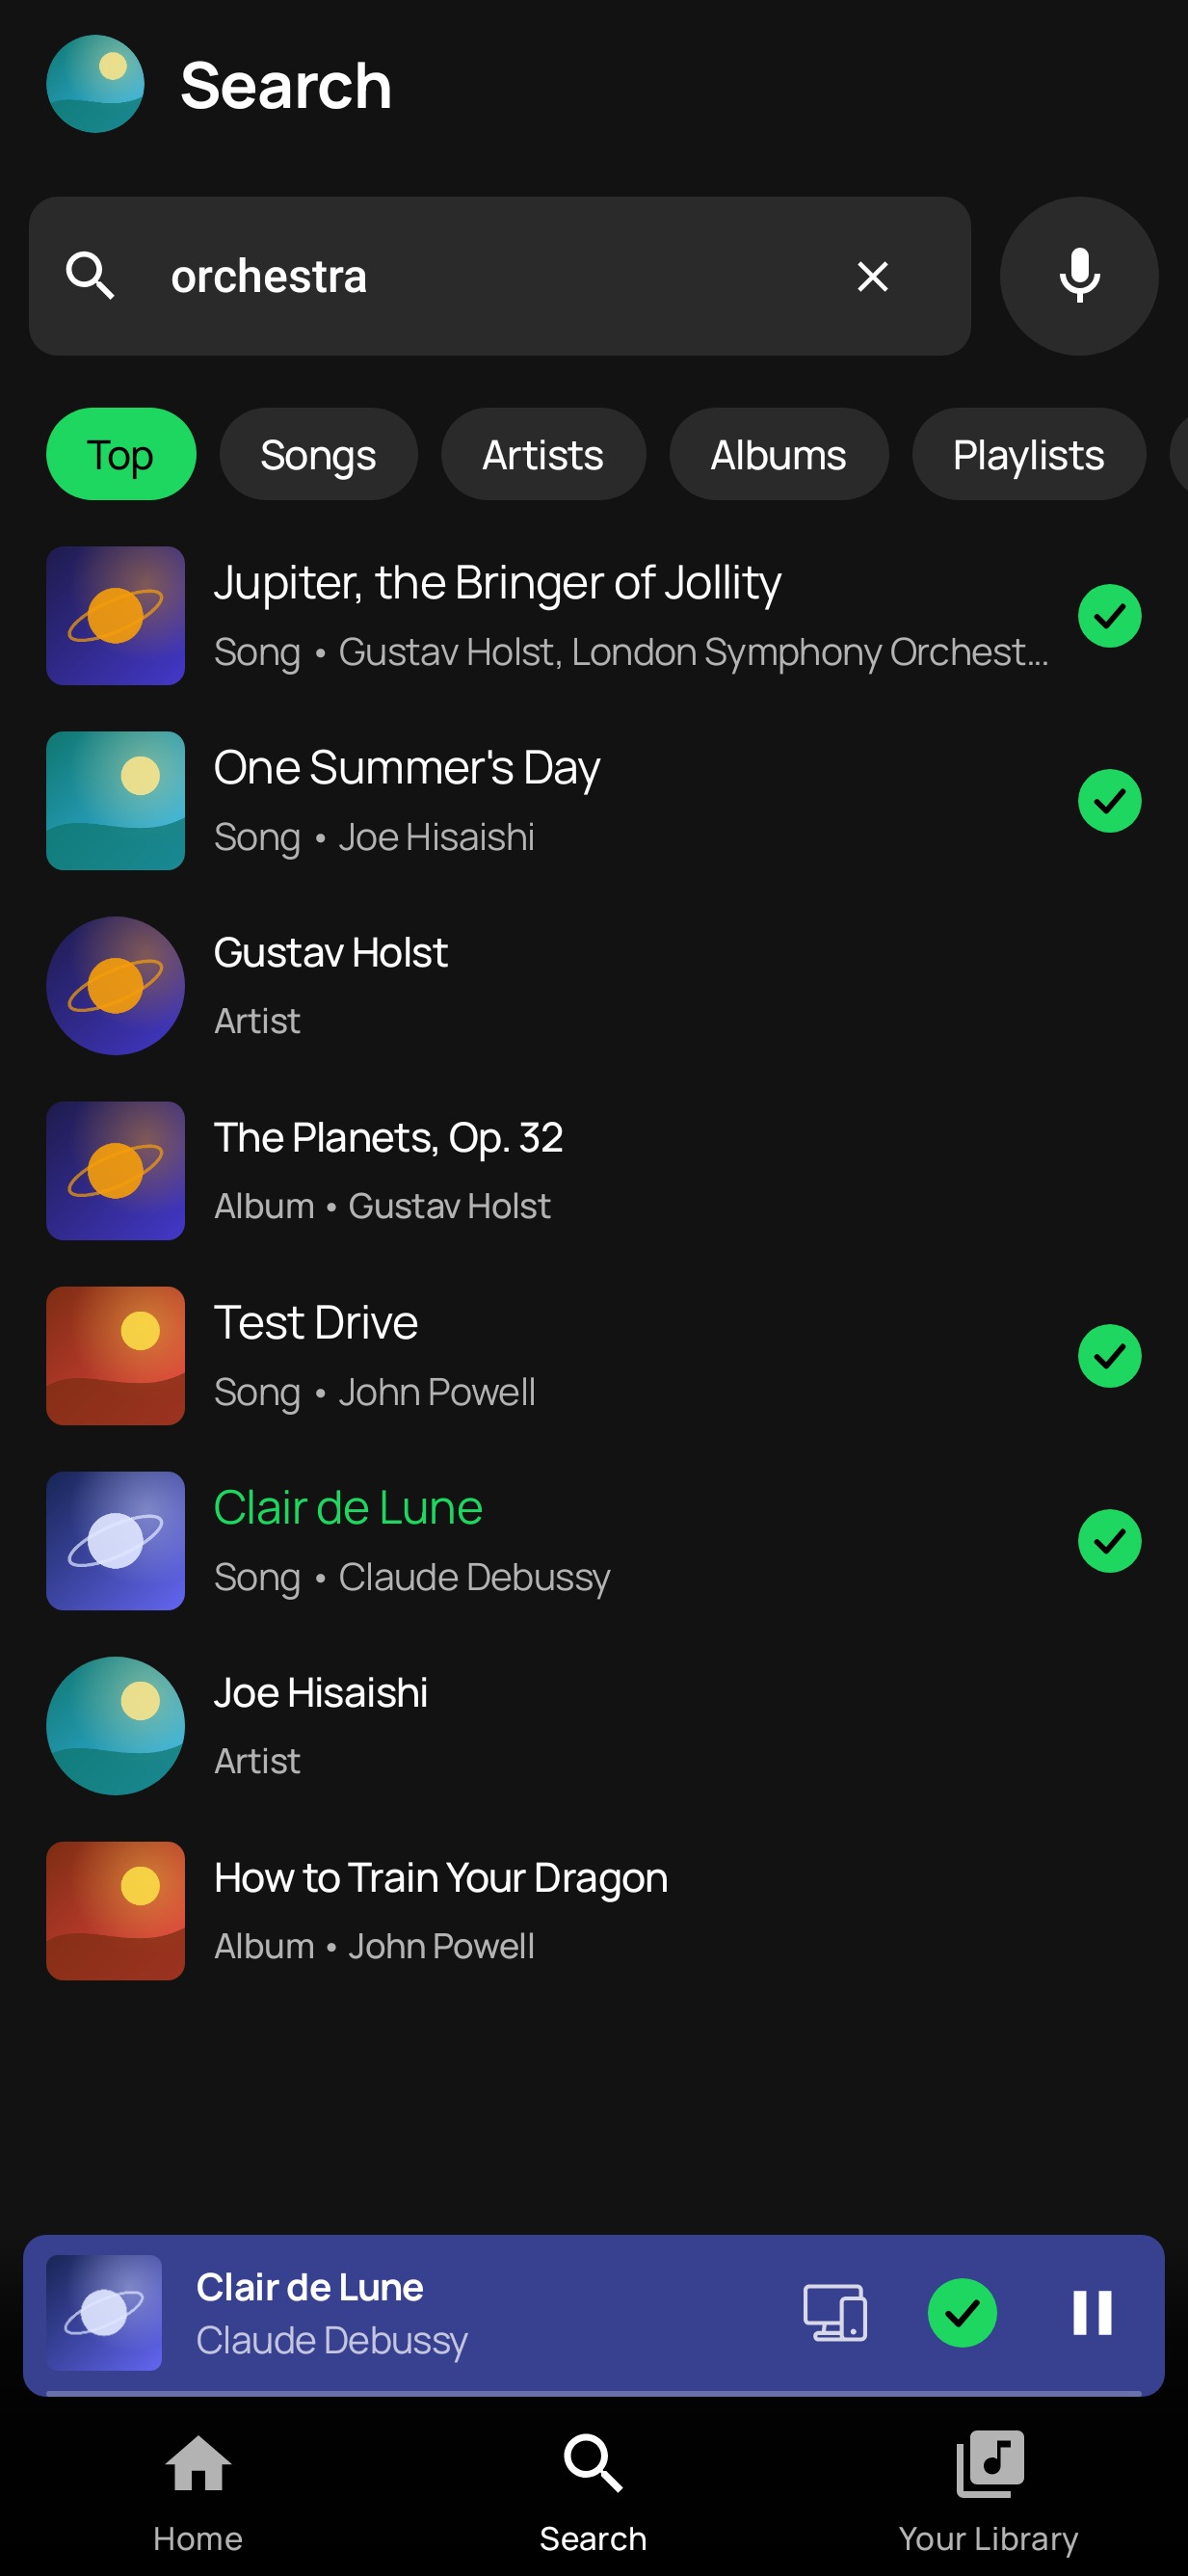 Search
orchestra
Top Songs Artists Albums Playlists
Jupiter, the Bringer of Jollity
Song • Gustav Holst, London Symphony Orchest...
One Summer's Day
Song • Joe Hisaishi
Gustav Holst
Artist
The Planets, Op. 32
Album • Gustav Holst
Test Drive
Song • John Powell
Clair de Lune
Song • Claude Debussy
Joe Hisaishi
Artist
How to Train Your Dragon
Album • John Powell
Clair de Lune
Claude Debussy
Home Search Your Library